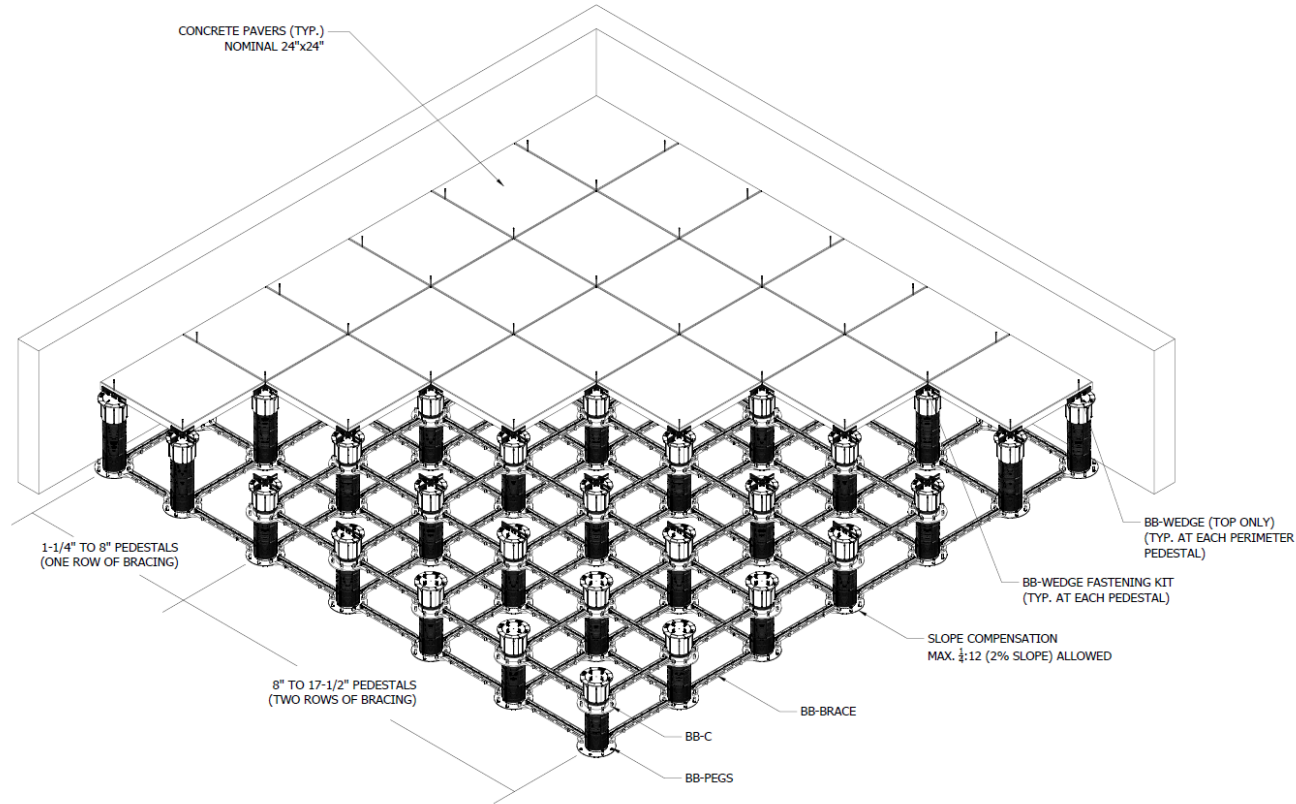 CONCRETE PAVERS (TYP.)
NOMINAL 24"x24"
1-1/4" TO 8" PEDESTALS
(ONE ROW OF BRACING)
8" TO 17-1/2" PEDESTALS
(TWO ROWS OF BRACING)
BB-WEDGE (TOP ONLY)
(TYP. AT EACH PERIMETER
PEDESTAL)
BB-WEDGE FASTENING KIT
(TYP. AT EACH PEDESTAL)
SLOPE COMPENSATION
MAX. ¼:12 (2% SLOPE) ALLOWED
BB-BRACE
BB-C
BB-PEGS